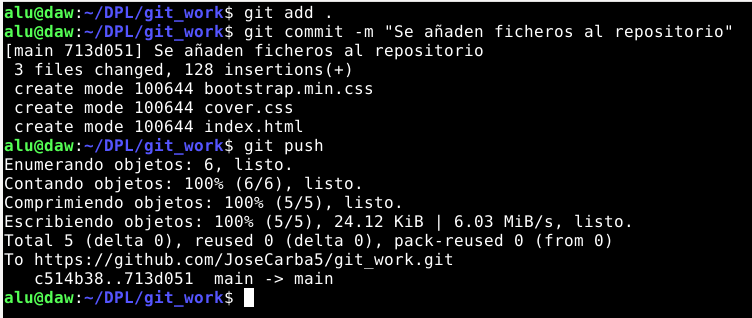 alu@daw:~/DPL/git_work$ git add .
alu@daw:~/DPL/git_work$ git commit -m "Se añaden ficheros al repositorio"
[main 713d051] Se añaden ficheros al repositorio
 3 files changed, 128 insertions(+)
 create mode 100644 bootstrap.min.css
 create mode 100644 cover.css
 create mode 100644 index.html
alu@daw:~/DPL/git_work$ git push
Enumerando objetos: 6, listo.
Contando objetos: 100% (6/6), listo.
Comprimiendo objetos: 100% (5/5), listo.
Escribiendo objetos: 100% (5/5), 24.12 KiB | 6.03 MiB/s, listo.
Total 5 (delta 0), reused 0 (delta 0), pack-reused 0 (from 0)
To https://github.com/JoseCarba5/git_work.git
   c514b38..713d051  main -> main
alu@daw:~/DPL/git_work$